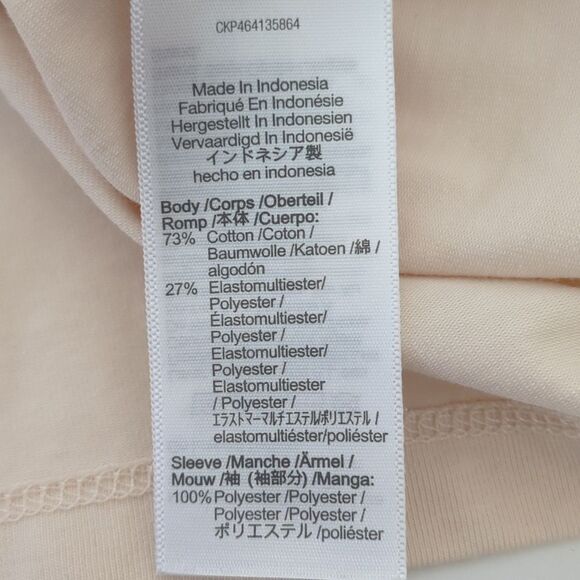 CKP464135864
Made In Indonesia
Fabriqué En Indonésie
Hergestellt In Indonesien
Vervaardigd In Indonesië
インドネシア製
hecho en indonesia
Body /Corps /Oberteil /
Romp /本体 /Cuerpo:
73% Cotton /Coton /
Baumwolle /Katoen /綿 /
algodón
27% Elastomultiester/
Polyester /
Élastomultiester/
Polyester /
Elastomultiester/
Polyester /
Elastomultiester
/ Polyester /
エラストマーマルチエステル/ポリエステル /
elastomultiéster/poliéster
Sleeve /Manche /Ärmel /
Mouw /袖 (袖部分) /Manga:
100% Polyester /Polyester /
Polyester /Polyester /
ポリエステル /poliéster